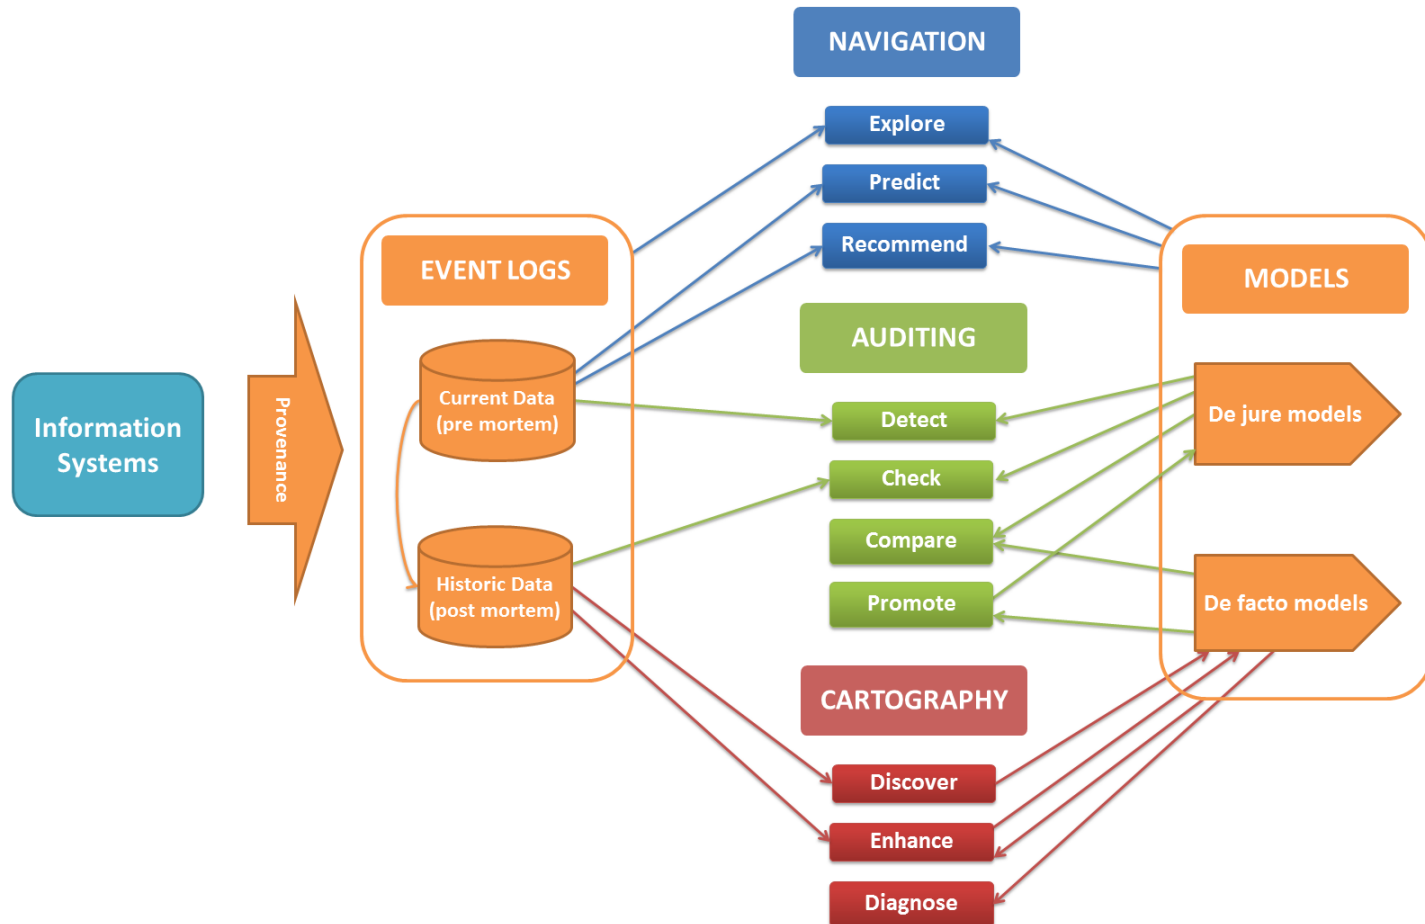 NAVIGATION
Explore
Predict
Recommend
EVENT LOGS
MODELS
AUDITING
Information
Systems
Provenance
Current Data
(pre mortem)
Detect
De jure models
Check
Compare
Historic Data
(post mortem)
Promote
De facto models
CARTOGRAPHY
Discover
Enhance
Diagnose